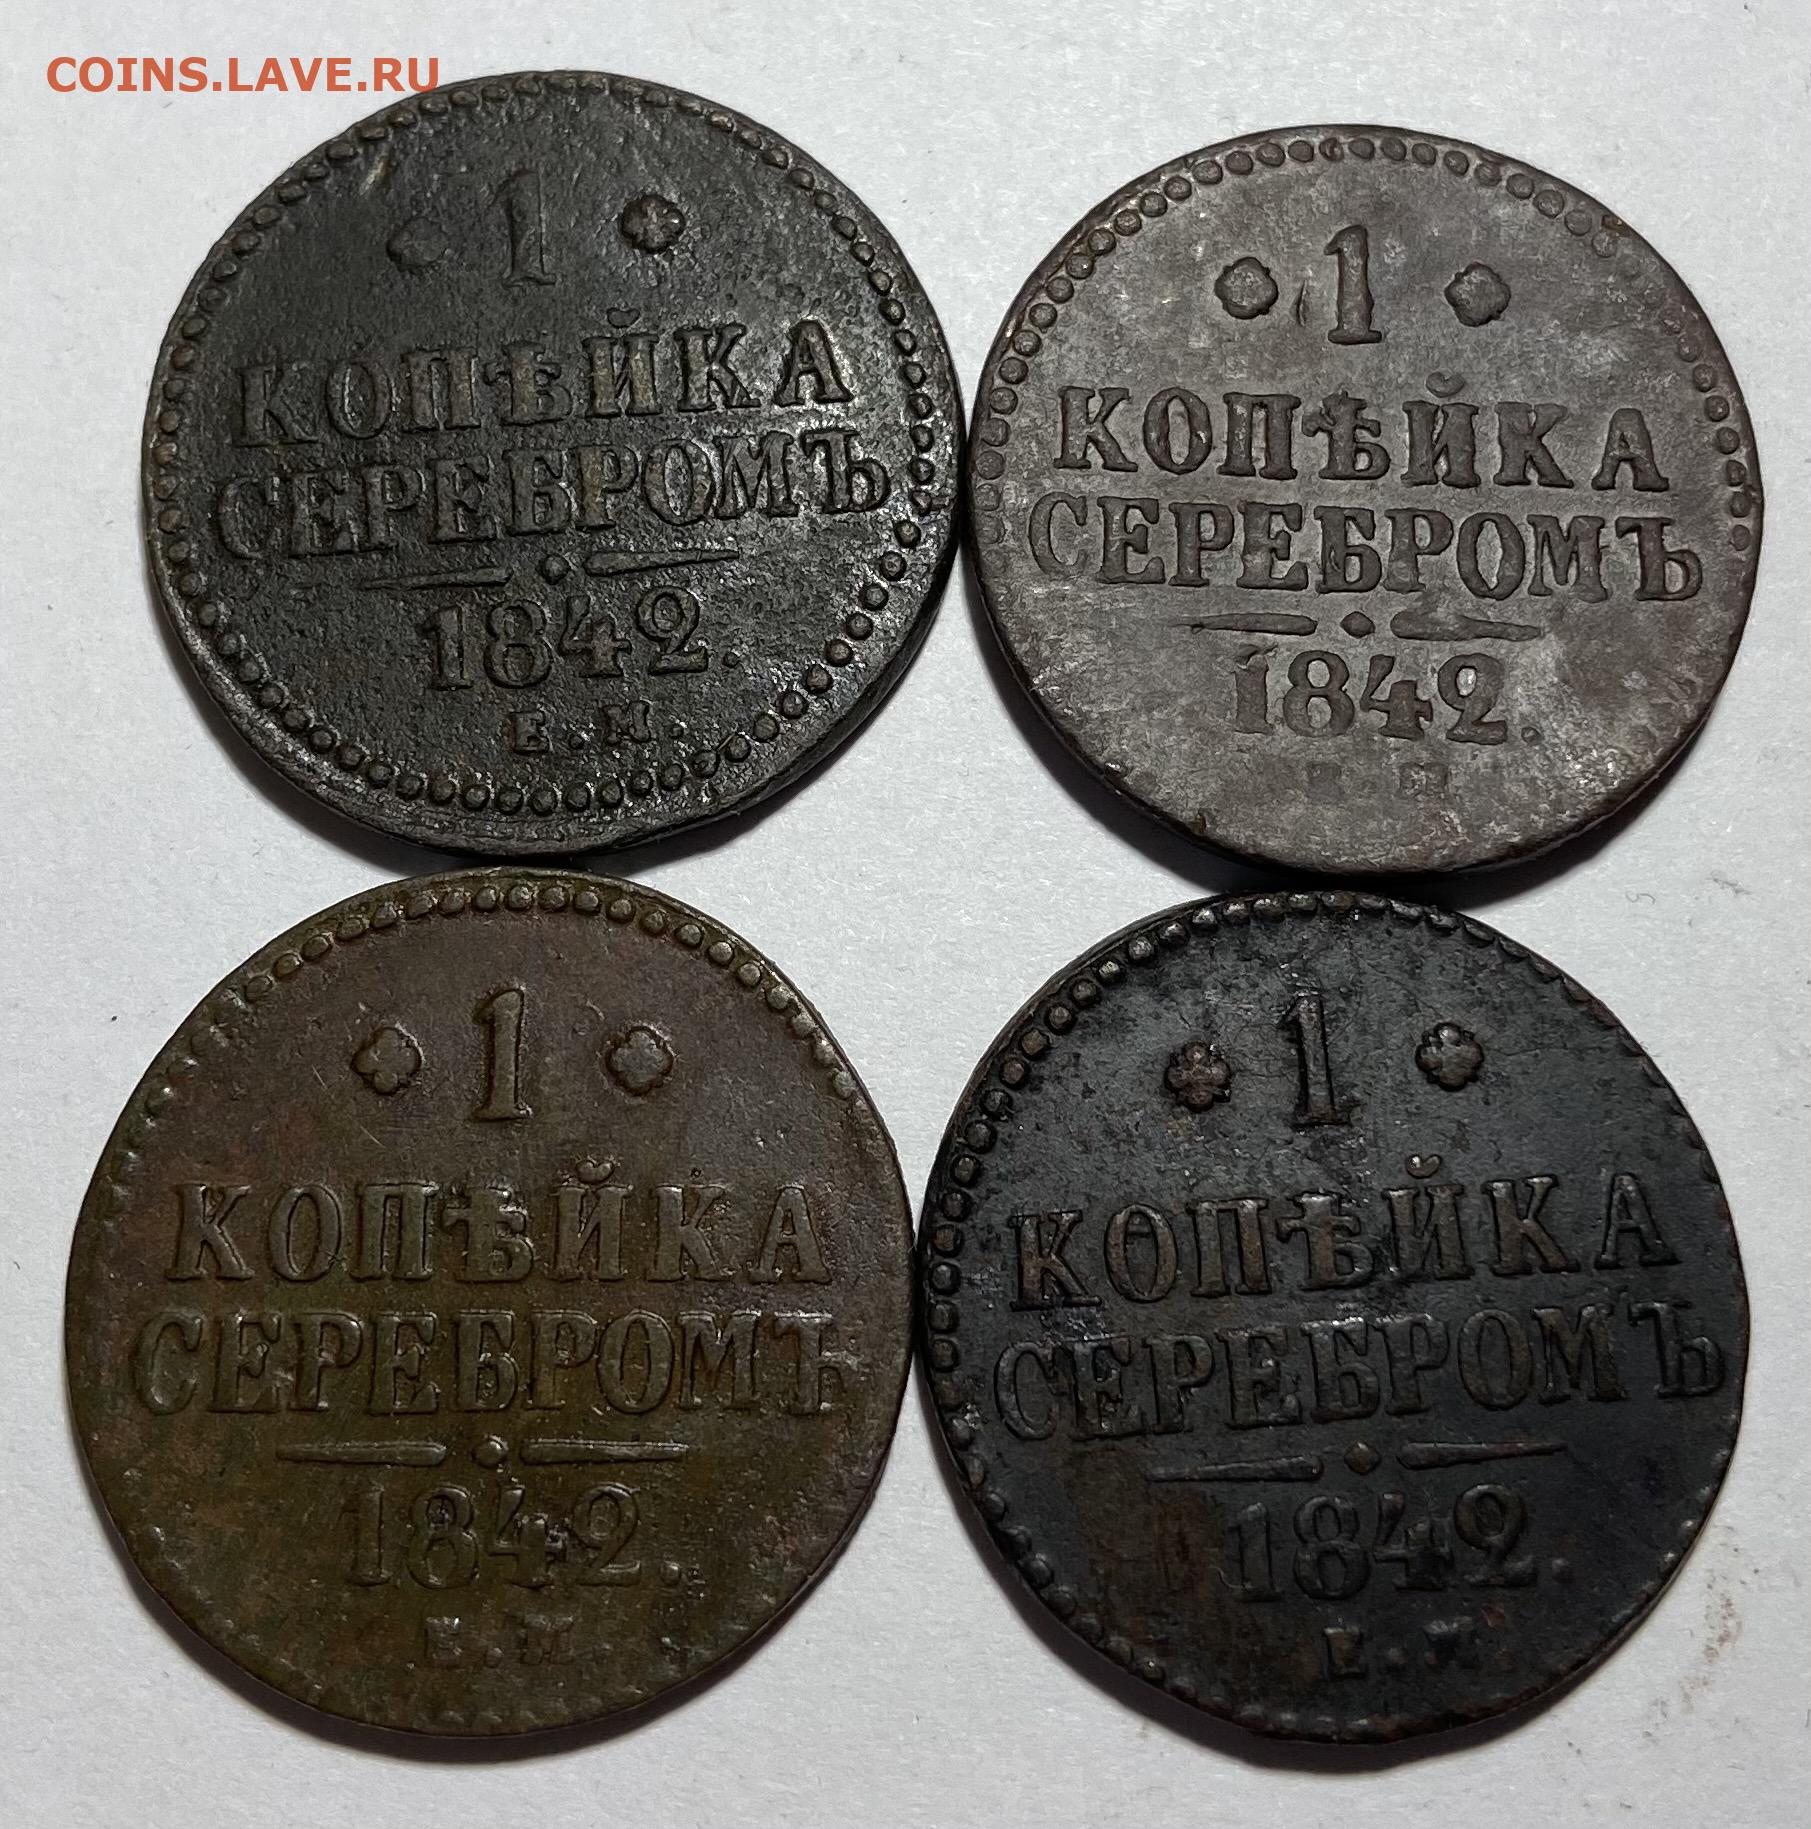 COINS.LAVE.RU
1
КОПѢЙКА
СЕРЕБРОМЪ
1842.
Е.М.
1
КОПѢЙКА
СЕРЕБРОМЪ
1842.
1
КОПѢЙКА
СЕРЕБРОМЪ
1842.
Е.М.
1
КОПѢЙКА
СЕРЕБРОМЪ
1842.
Е.М.